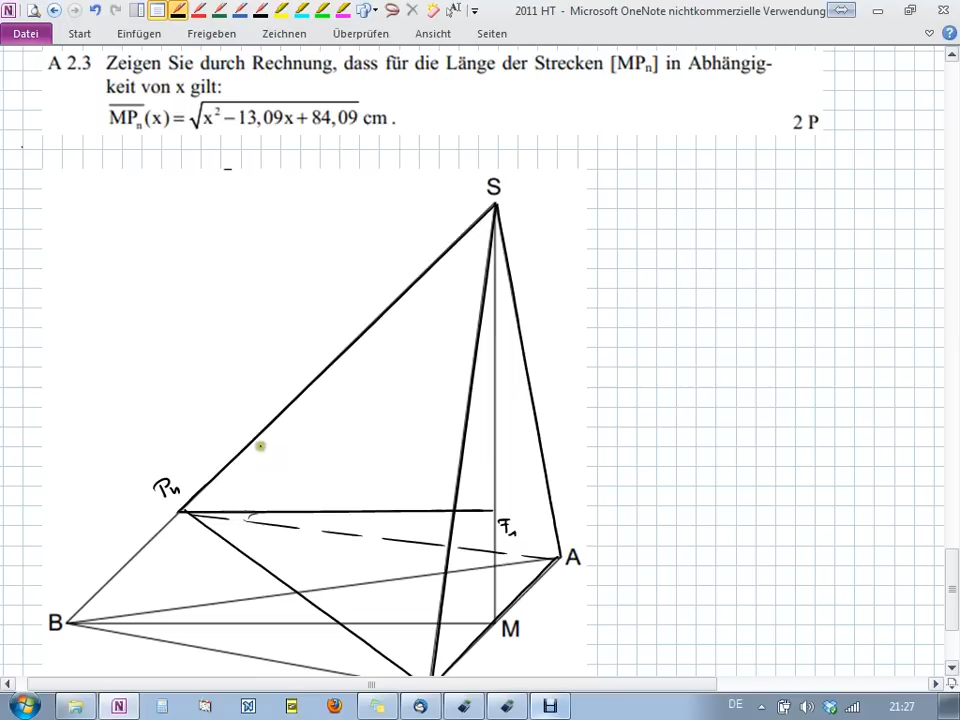 2011 HT - Microsoft OneNote nichtkommerzielle Verwendung
Datei Start Einfügen Freigeben Zeichnen Überprüfen Ansicht Seiten
A 2.3 Zeigen Sie durch Rechnung, dass für die Länge der Strecken [MPₙ] in Abhängig-
keit von x gilt:
MPₙ(x) = √x² − 13,09x + 84,09 cm .
2 P
S
Pn
F₁
A
B
M
DE
21:27